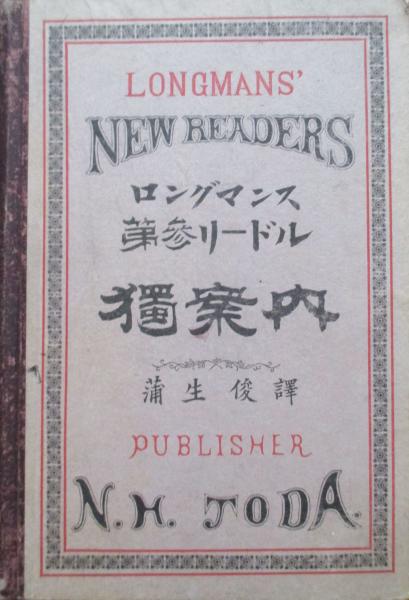 LONGMANS'
NEW READERS
ロングマンス
第參リードル
獨案内
蒲生俊譯
PUBLISHER
N.H. TODA.